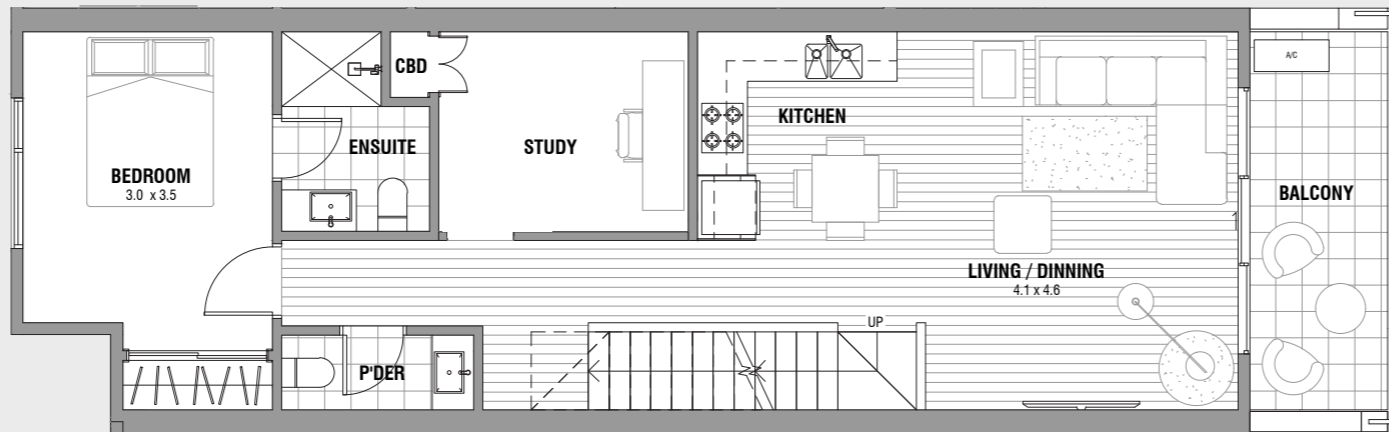 CBD
A/C
KITCHEN
ENSUITE
STUDY
BEDROOM
3.0 x 3.5
BALCONY
LIVING / DINNING
4.1 x 4.6
UP
P'DER